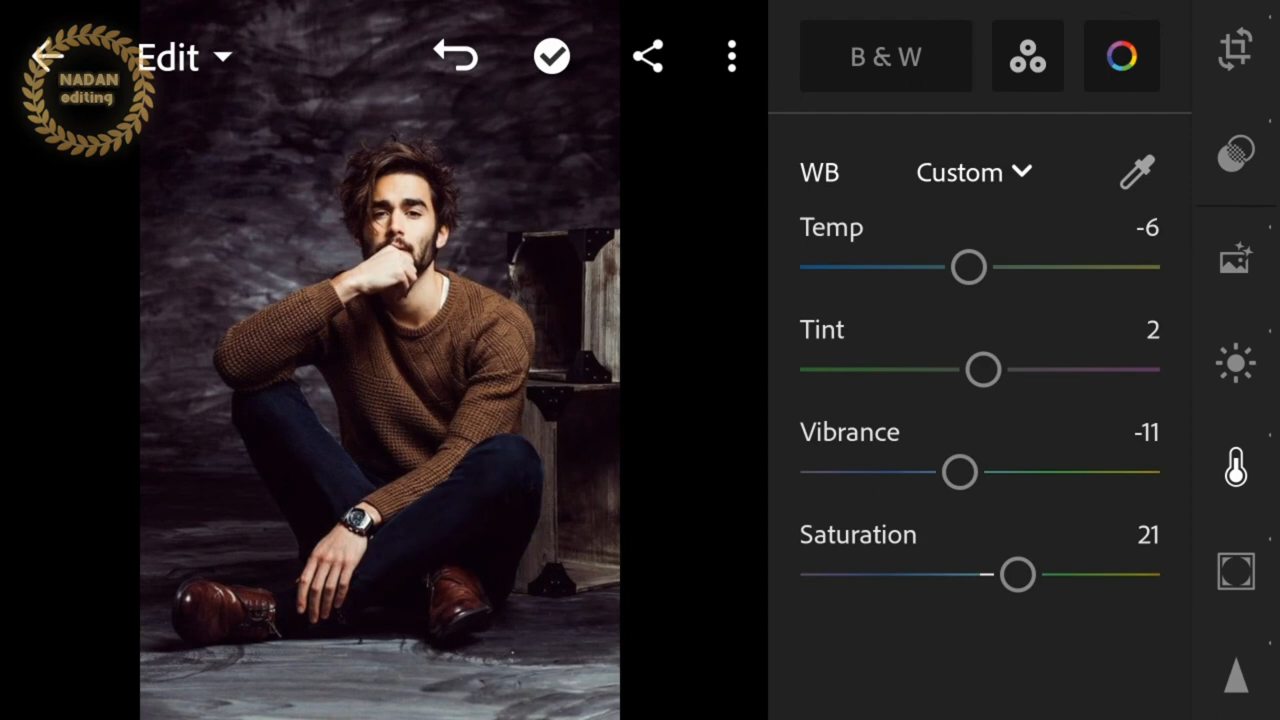 Edit
NADAN
editing
B & W
WB Custom
Temp -6
Tint 2
Vibrance -11
Saturation 21